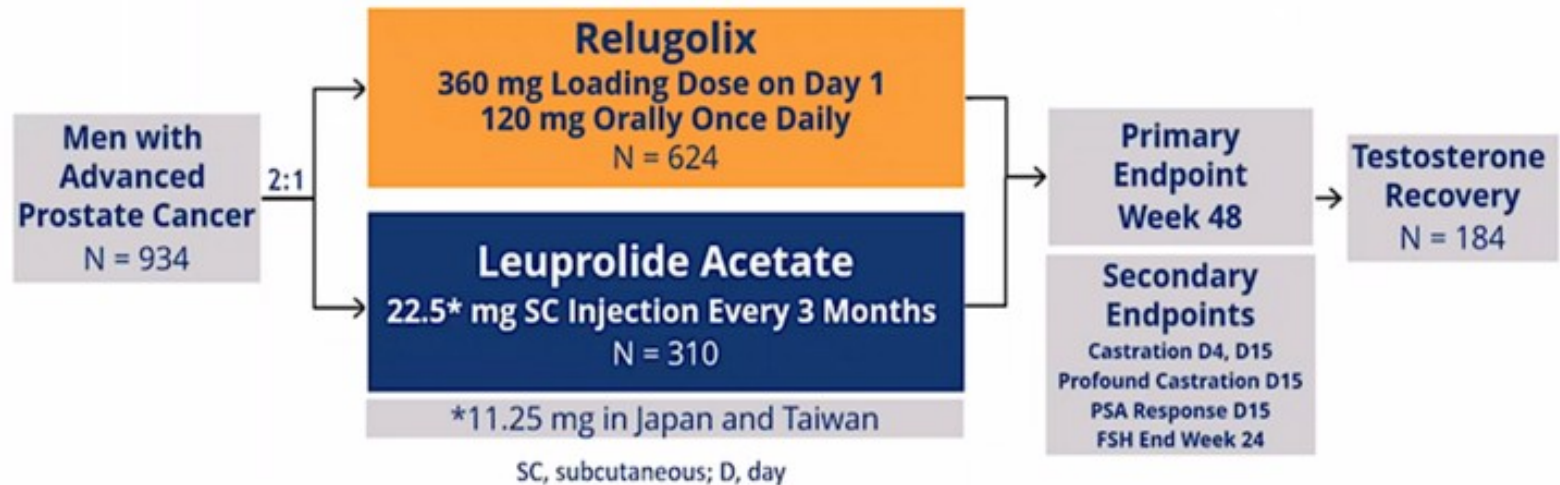 Men with
Advanced
Prostate Cancer
N = 934
2:1
Relugolix
360 mg Loading Dose on Day 1
120 mg Orally Once Daily
N = 624
Leuprolide Acetate
22.5* mg SC Injection Every 3 Months
N = 310
*11.25 mg in Japan and Taiwan
SC, subcutaneous; D, day
Primary
Endpoint
Week 48
Secondary
Endpoints
Castration D4, D15
Profound Castration D15
PSA Response D15
FSH End Week 24
Testosterone
Recovery
N = 184